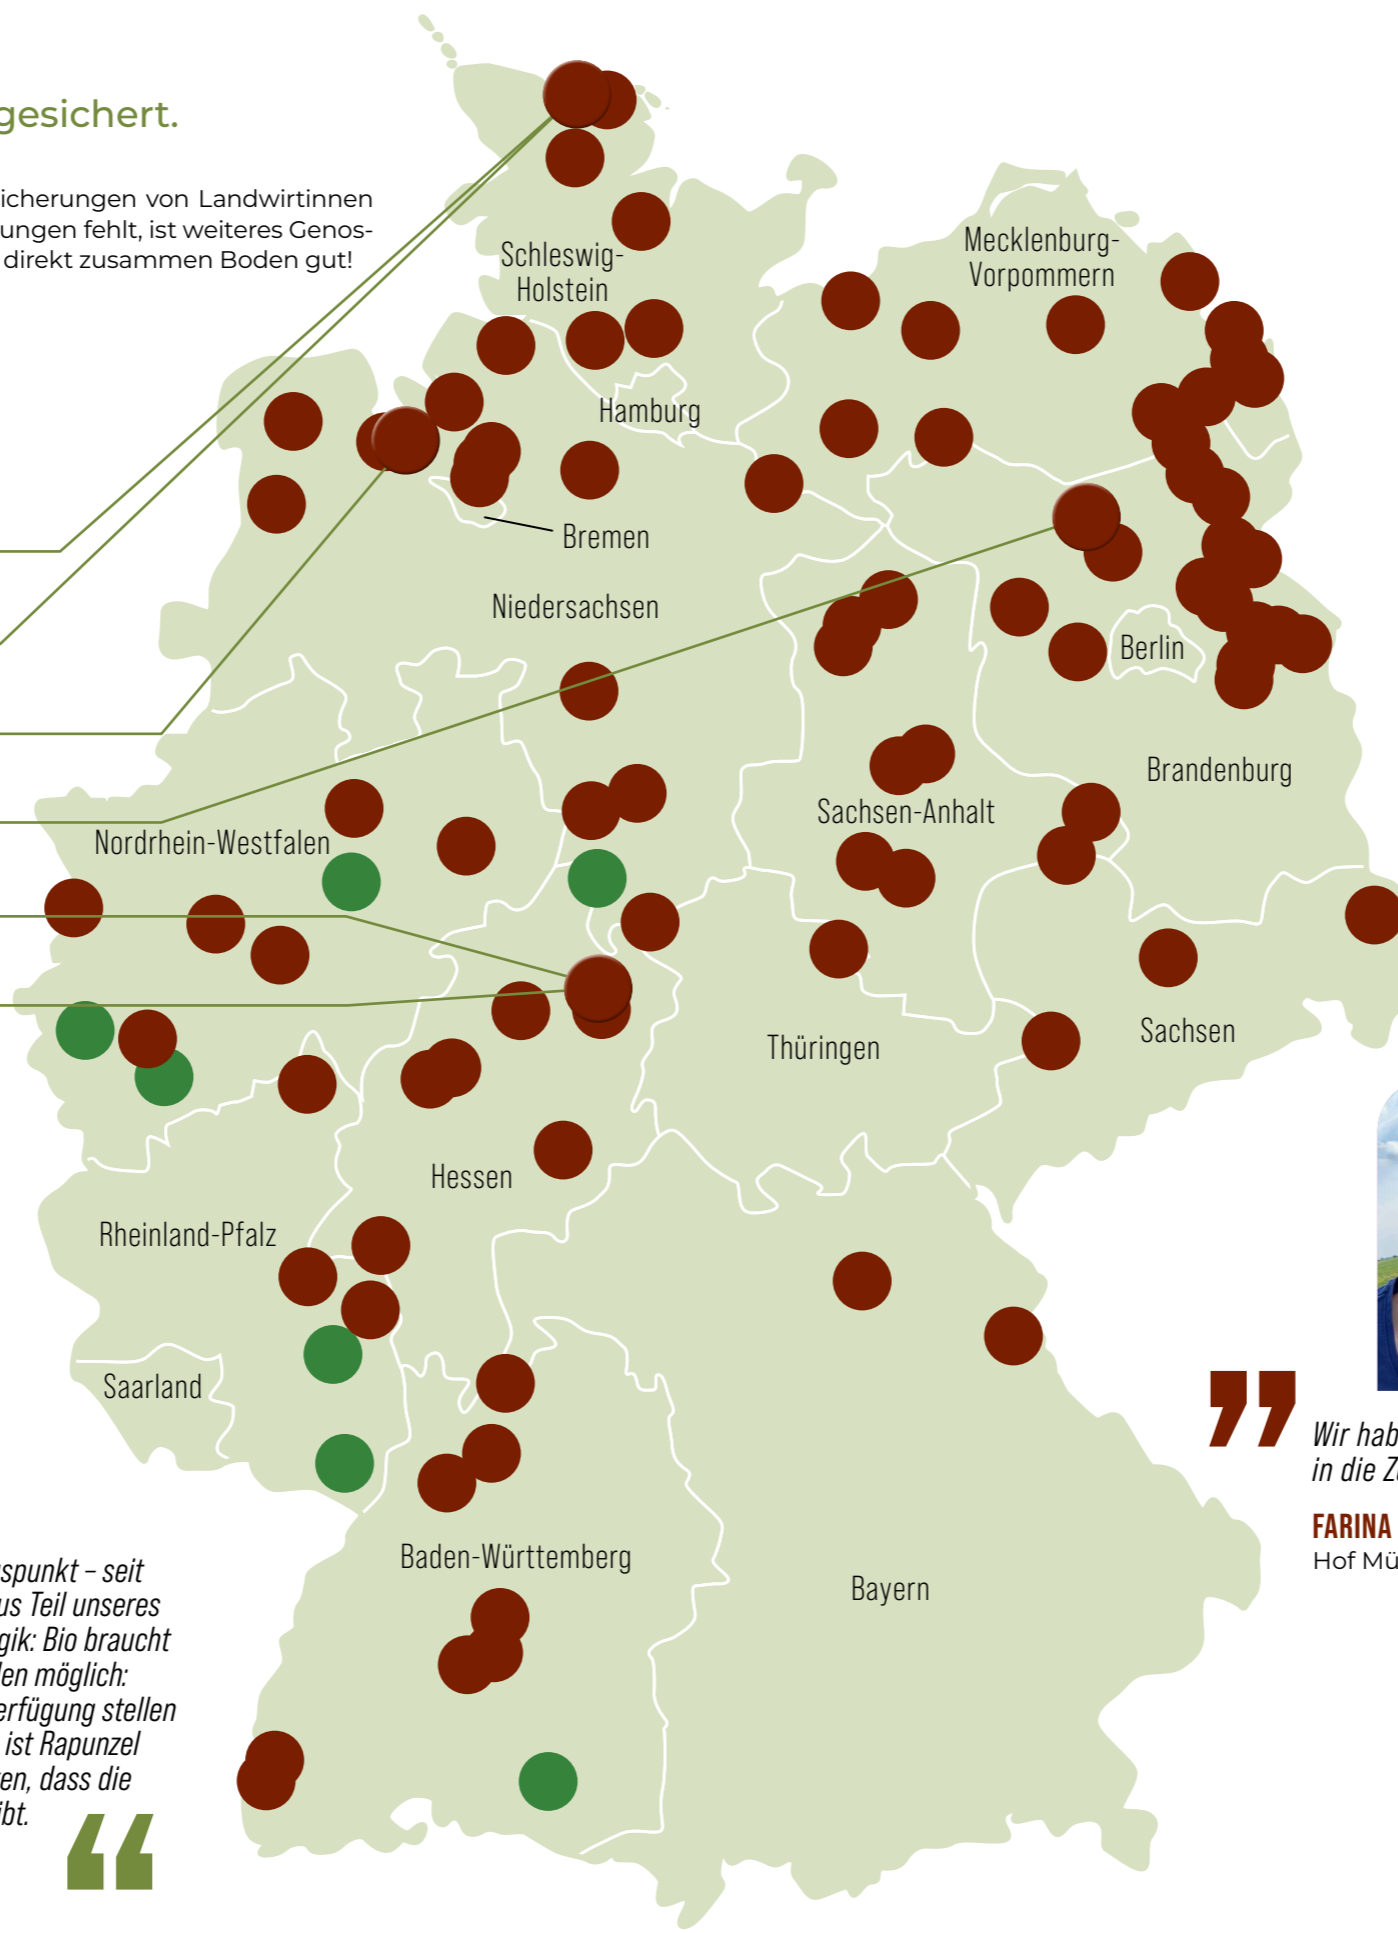 gesichert.
icherungen von Landwirtinnen
ungen fehlt, ist weiteres Genos-
direkt zusammen Boden gut!
Schleswig-
Holstein
Mecklenburg-
Vorpommern
Hamburg
Bremen
Niedersachsen
Berlin
Brandenburg
Sachsen-Anhalt
Nordrhein-Westfalen
Sachsen
Thüringen
Hessen
Rheinland-Pfalz
Saarland
Baden-Württemberg
Bayern
”
Wir hab
in die Z
FARINA
Hof Mü
spunkt – seit
us Teil unseres
gik: Bio braucht
len möglich:
erfügung stellen
ist Rapunzel
en, dass die
ibt.
“